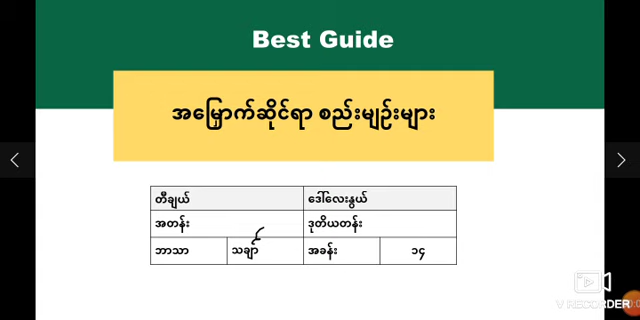 Best Guide
အမြှောက်ဆိုင်ရာ စည်းမျဉ်းများ
တီချယ် ဒေါ်လေးနွယ်
အတန်း ဒုတိယတန်း
ဘာသာ သချာ်ၤ အခန်း ၁၄
V RECORDER